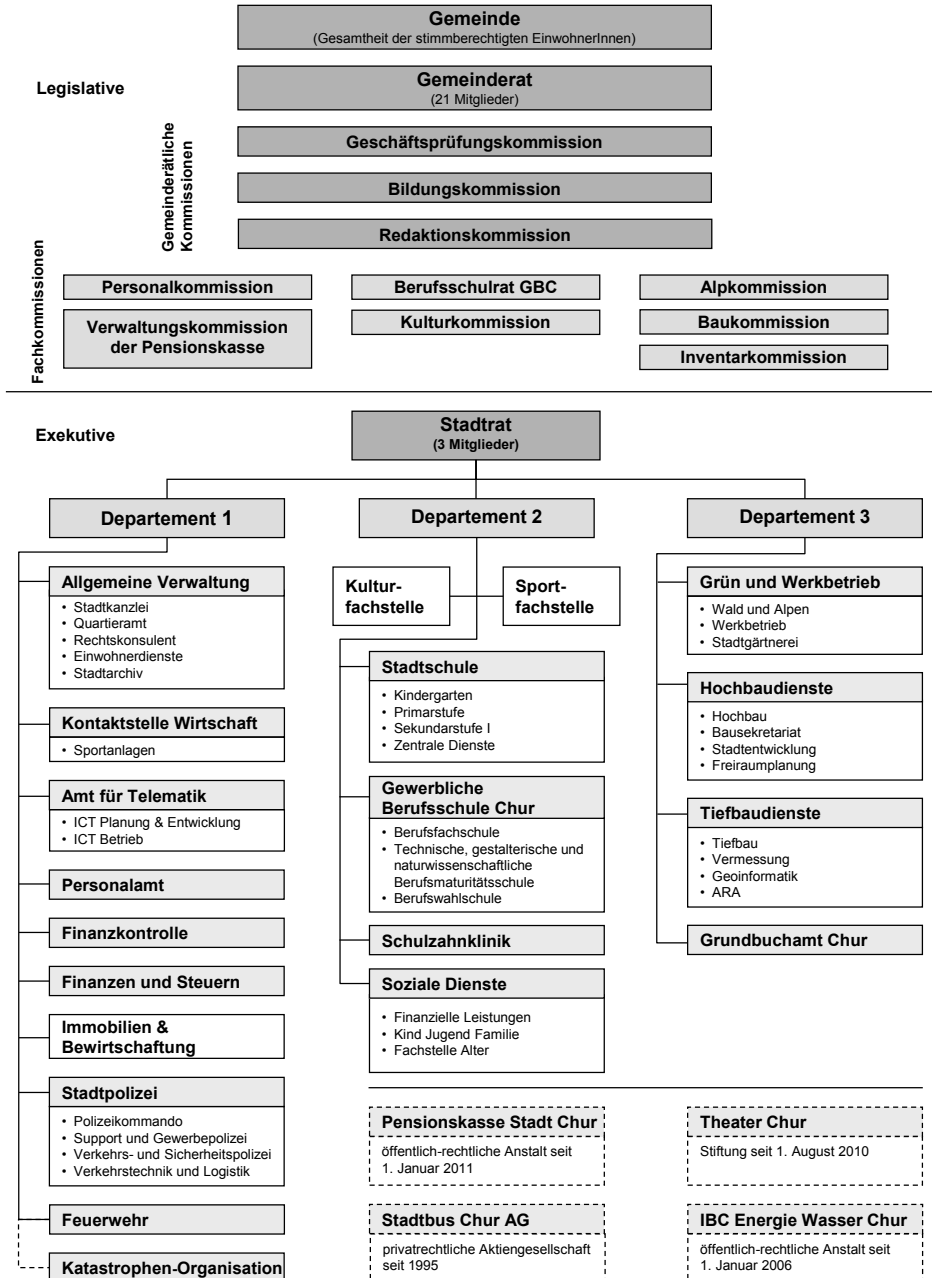 Gemeinde
(Gesamtheit der stimmberechtigten EinwohnerInnen)
Legislative
Gemeinderat
(21 Mitglieder)
Gemeinderätliche
Kommissionen
Geschäftsprüfungskommission
Bildungskommission
Redaktionskommission
Fachkommissionen
Personalkommission
Verwaltungskommission
der Pensionskasse
Berufsschulrat GBC
Kulturkommission
Alpkommission
Baukommission
Inventarkommission
Exekutive
Stadtrat
(3 Mitglieder)
Departement 1
Allgemeine Verwaltung
• Stadtkanzlei
• Quartieramt
• Rechtskonsulent
• Einwohnerdienste
• Stadtarchiv
Kontaktstelle Wirtschaft
• Sportanlagen
Amt für Telematik
• ICT Planung & Entwicklung
• ICT Betrieb
Personalamt
Finanzkontrolle
Finanzen und Steuern
Immobilien &
Bewirtschaftung
Stadtpolizei
• Polizeikommando
• Support und Gewerbepolizei
• Verkehrs- und Sicherheitspolizei
• Verkehrstechnik und Logistik
Feuerwehr
Katastrophen-Organisation
Departement 2
Kultur-
fachstelle
Sport-
fachstelle
Stadtschule
• Kindergarten
• Primarstufe
• Sekundarstufe I
• Zentrale Dienste
Gewerbliche
Berufsschule Chur
• Berufsfachschule
• Technische, gestalterische und
naturwissenschaftliche
Berufsmaturitätsschule
• Berufswahlschule
Schulzahnklinik
Soziale Dienste
• Finanzielle Leistungen
• Kind Jugend Familie
• Fachstelle Alter
Departement 3
Grün und Werkbetrieb
• Wald und Alpen
• Werkbetrieb
• Stadtgärtnerei
Hochbaudienste
• Hochbau
• Bausekretariat
• Stadtentwicklung
• Freiraumplanung
Tiefbaudienste
• Tiefbau
• Vermessung
• Geoinformatik
• ARA
Grundbuchamt Chur
Pensionskasse Stadt Chur
öffentlich-rechtliche Anstalt seit
1. Januar 2011
Theater Chur
Stiftung seit 1. August 2010
Stadtbus Chur AG
privatrechtliche Aktiengesellschaft
seit 1995
IBC Energie Wasser Chur
öffentlich-rechtliche Anstalt seit
1. Januar 2006